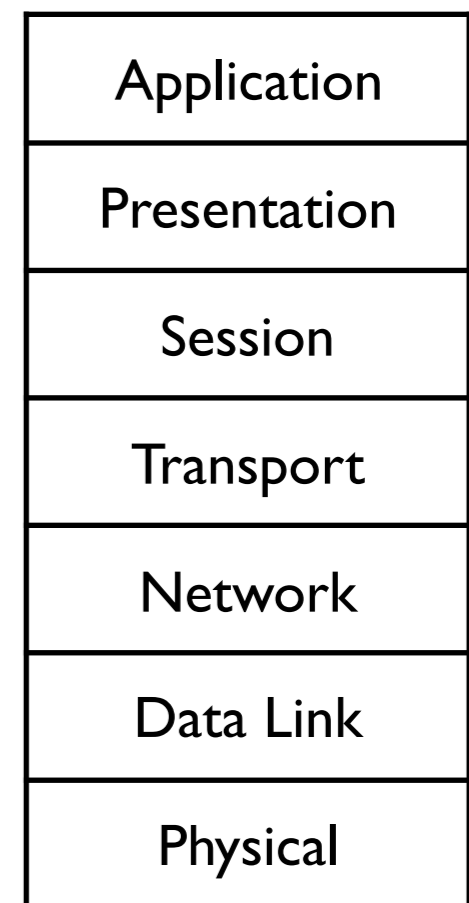 Application
Presentation
Session
Transport
Network
Data Link
Physical